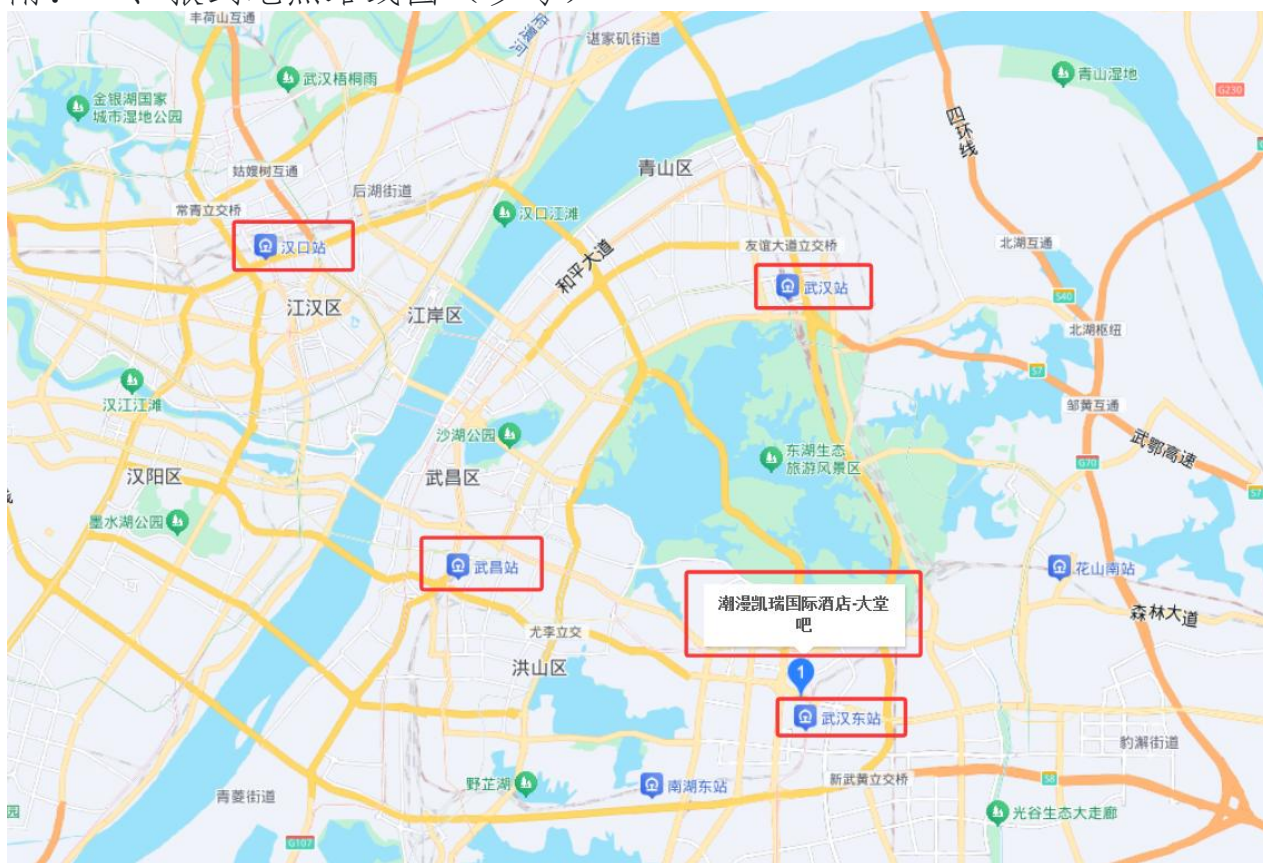 丰荷山互通
府澴河
谌家矶街道
武汉梧桐雨
青山湿地
G230
金银湖国家
城市湿地公园
四环线
姑嫂树互通
后湖街道
青山区
常青立交桥
汉口江滩
汉口站
和平大道
友谊大道立交桥
北湖互通
武汉站
江汉区
江岸区
S40
北湖枢纽
S7
汉江江滩
邹黄互通
沙湖公园
武鄂高速
东湖生态
旅游风景区
G70
汉阳区
武昌区
S7
墨水湖公园
武昌站
花山南站
潮漫凯瑞国际酒店-大堂
吧
森林大道
尤李立交
洪山区
1
武汉东站
豹澥街道
野芷湖
南湖东站
新武黄立交桥
S8
青菱街道
园
光谷生态大走廊
G107